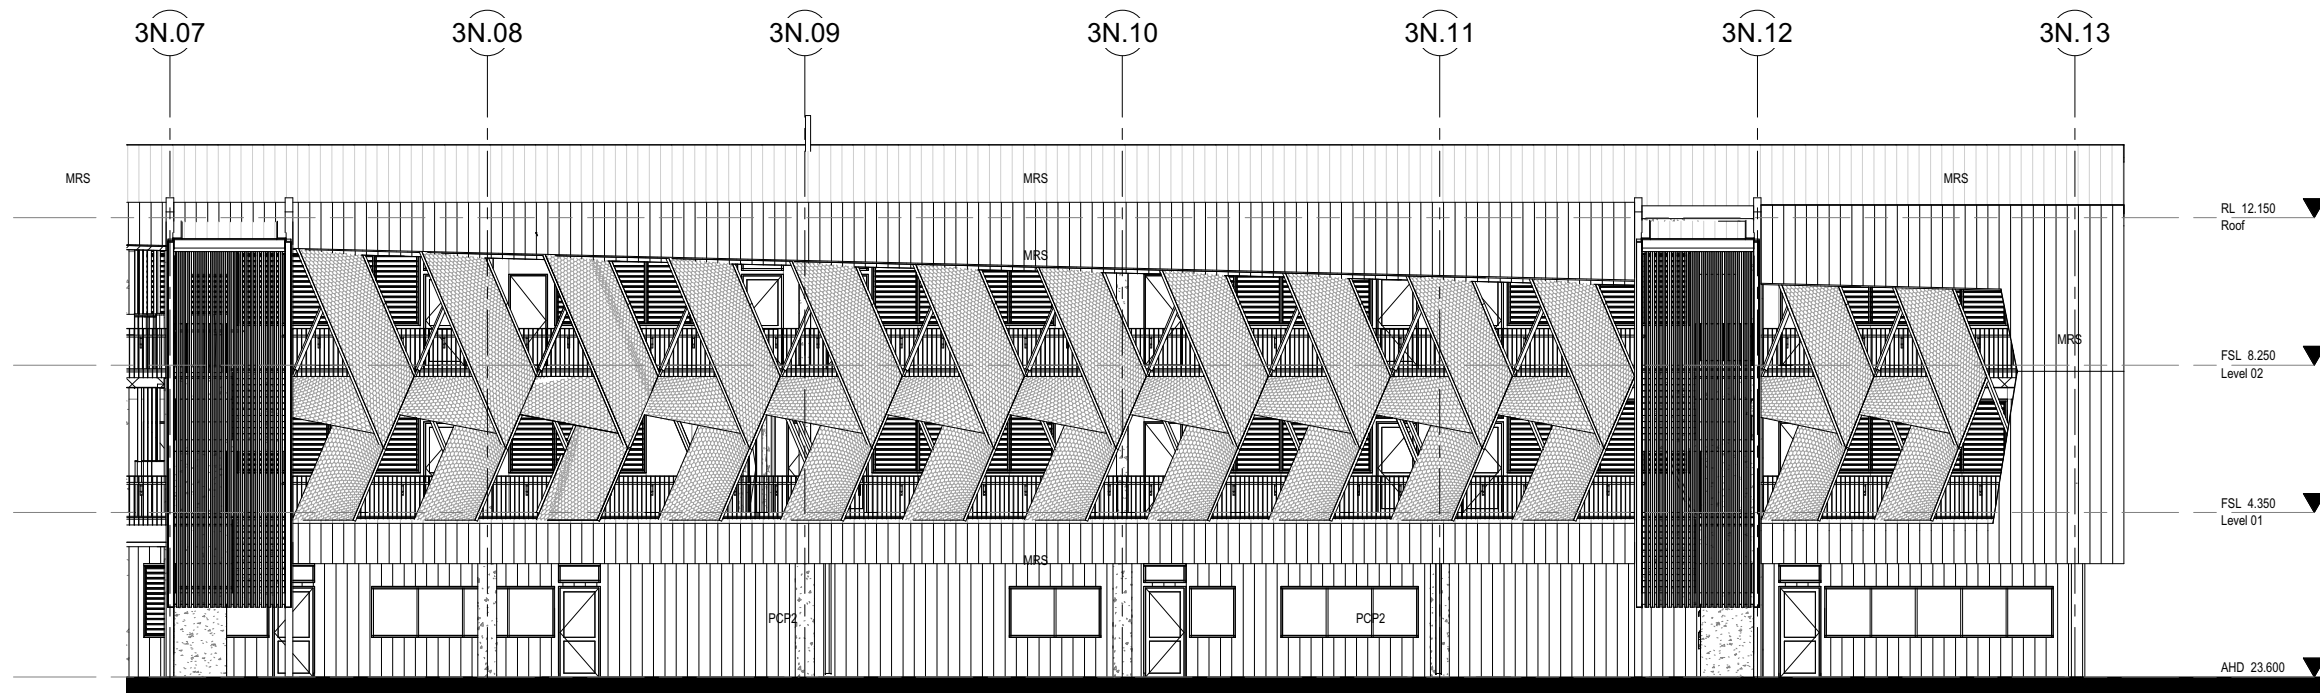 3N.07
3N.08
3N.09
3N.10
3N.11
3N.12
3N.13
MRS
MRS
MRS
RL 12.150
Roof
MRS
MRS
FSL 8.250
Level 02
FSL 4.350
Level 01
MRS
PCP2
PCP2
AHD 23.600